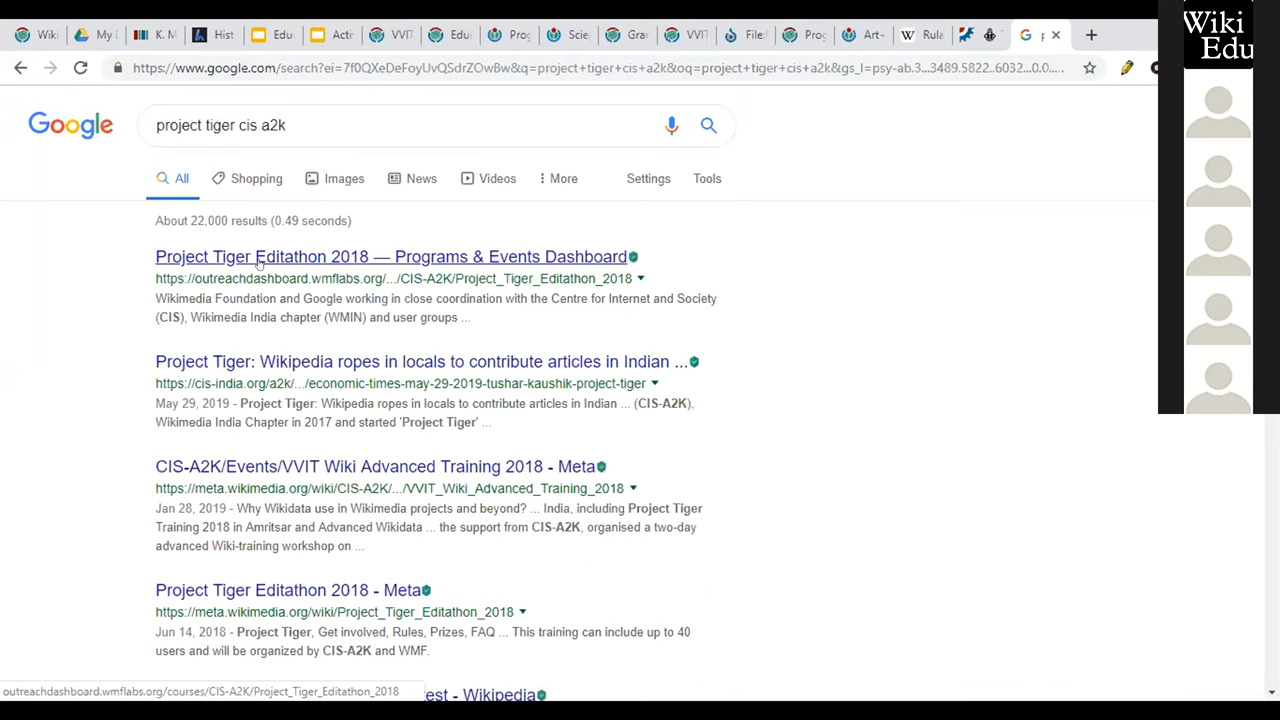 Wiki
My
K. M
Hist
Edu
Acti
VVIT
Edu
Prog
Scie
Gra
VVIT
File:
Prog
Art+
W Rula
G p
Wiki
Edu
https://www.google.com/search?ei=7f0QXeDeFoyUvQSdrZOwBw&q=project+tiger+cis+a2k&oq=project+tiger+cis+a2k&gs_l=psy-ab.3...3489.5822..6032...0.0....
Google
project tiger cis a2k
All Shopping Images News Videos More Settings Tools
About 22,000 results (0.49 seconds)
Project Tiger Editathon 2018 — Programs & Events Dashboard
https://outreachdashboard.wmflabs.org/.../CIS-A2K/Project_Tiger_Editathon_2018
Wikimedia Foundation and Google working in close coordination with the Centre for Internet and Society
(CIS), Wikimedia India chapter (WMIN) and user groups ...
Project Tiger: Wikipedia ropes in locals to contribute articles in Indian ...
https://cis-india.org/a2k/.../economic-times-may-29-2019-tushar-kaushik-project-tiger
May 29, 2019 - Project Tiger: Wikipedia ropes in locals to contribute articles in Indian ... (CIS-A2K),
Wikimedia India Chapter in 2017 and started 'Project Tiger' ...
CIS-A2K/Events/VVIT Wiki Advanced Training 2018 - Meta
https://meta.wikimedia.org/wiki/CIS-A2K/.../VVIT_Wiki_Advanced_Training_2018
Jan 28, 2019 - Why Wikidata use in Wikimedia projects and beyond? ... India, including Project Tiger
Training 2018 in Amritsar and Advanced Wikidata ... the support from CIS-A2K, organised a two-day
advanced Wiki-training workshop on ...
Project Tiger Editathon 2018 - Meta
https://meta.wikimedia.org/wiki/Project_Tiger_Editathon_2018
Jun 14, 2018 - Project Tiger, Get involved, Rules, Prizes, FAQ ... This training can include up to 40
users and will be organized by CIS-A2K and WMF.
outreachdashboard.wmflabs.org/courses/CIS-A2K/Project_Tiger_Editathon_2018
est - Wikipedia